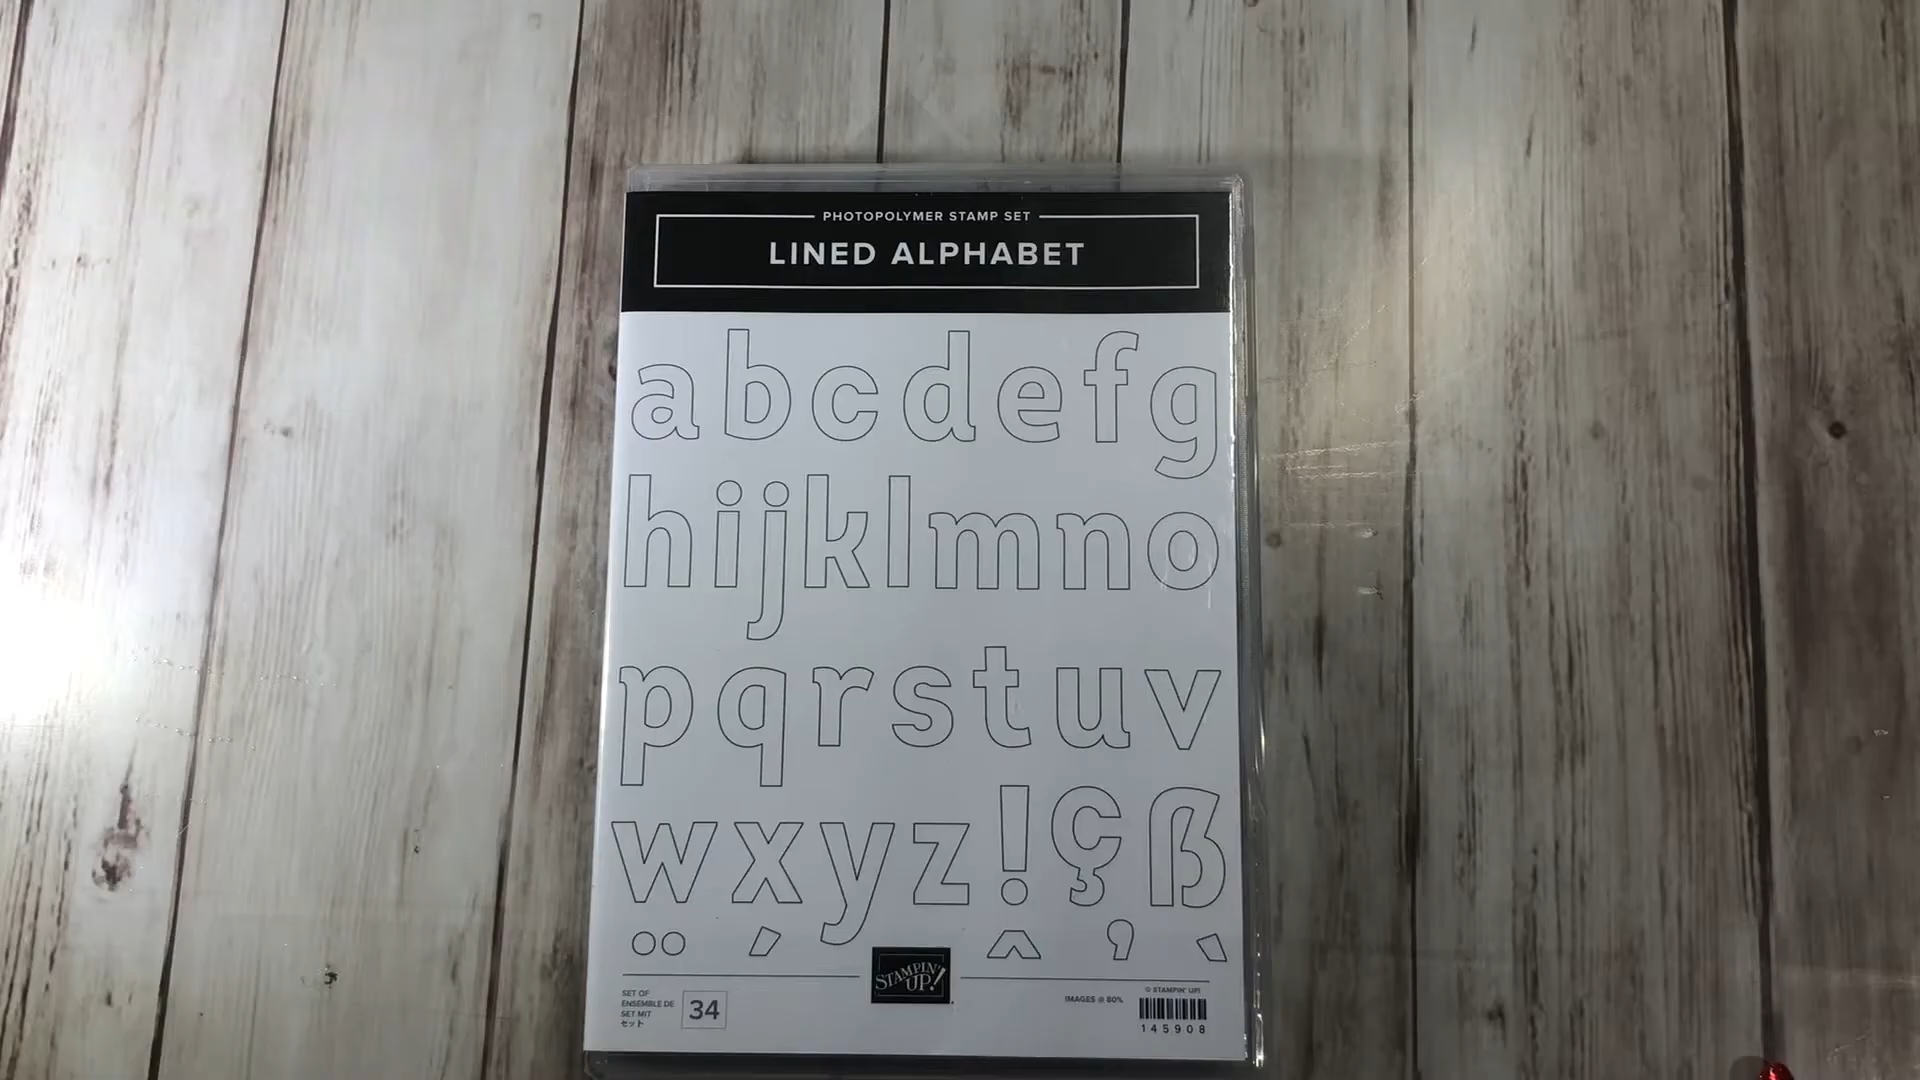 PHOTOPOLYMER STAMP SET
LINED ALPHABET
abcdefg
hijklmno
pqrstuv
wxyz!çß
¨ ´ ^ , `
STAMPIN' UP!
SET OF
ENSEMBLE DE
SET MIT
セット
34
IMAGES @ 80%
© STAMPIN' UP!
145908